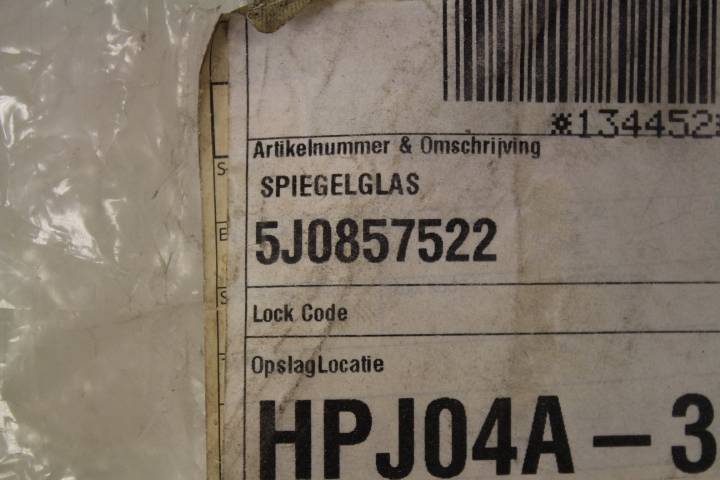 *134452*
Artikelnummer & Omschrijving
SPIEGELGLAS
5J0857522
Lock Code
OpslagLocatie
HPJ04A – 3